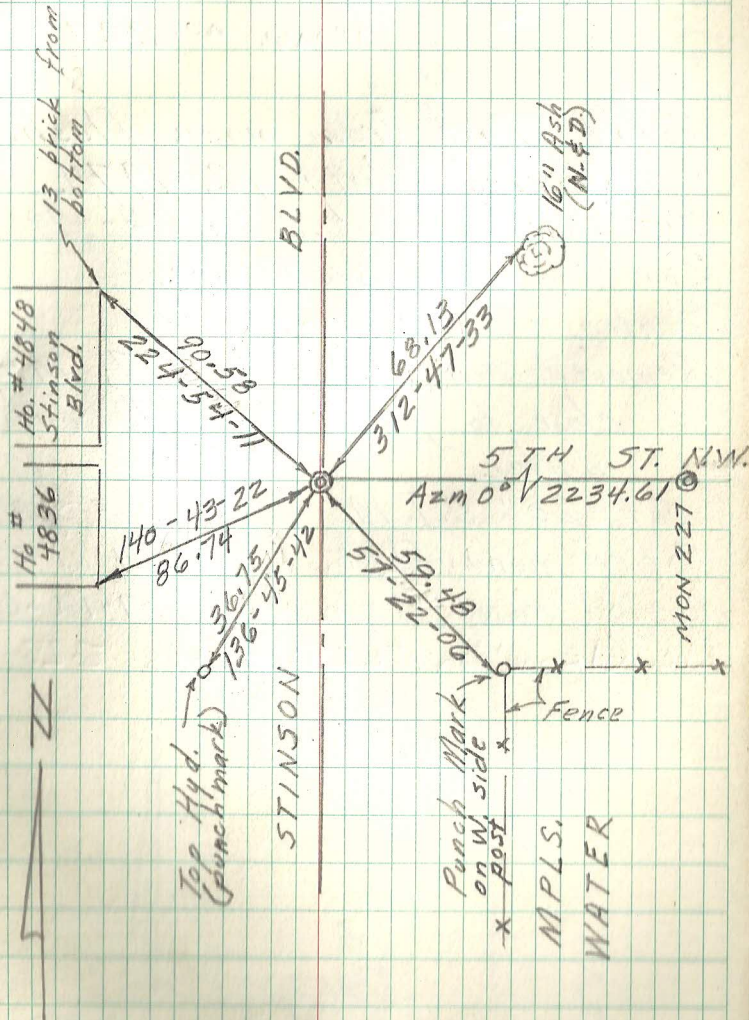 13 brick from
bottom
Ho. # 4848
Stinson
Blvd.
Ho #
4836
90.58
224-54-11
BLVD.
16" Ash
(N. & D.)
68.13
312-47-33
140-43-22
86.74
36.75
136-45-42
5TH ST. N.W.
Azm 0° 2234.61
MON 227
59.40
57-22-00
Top Hyd.
(punch mark)
STINSON
Punch Mark
on W. side
post
Fence
MPLS.
WATER
N